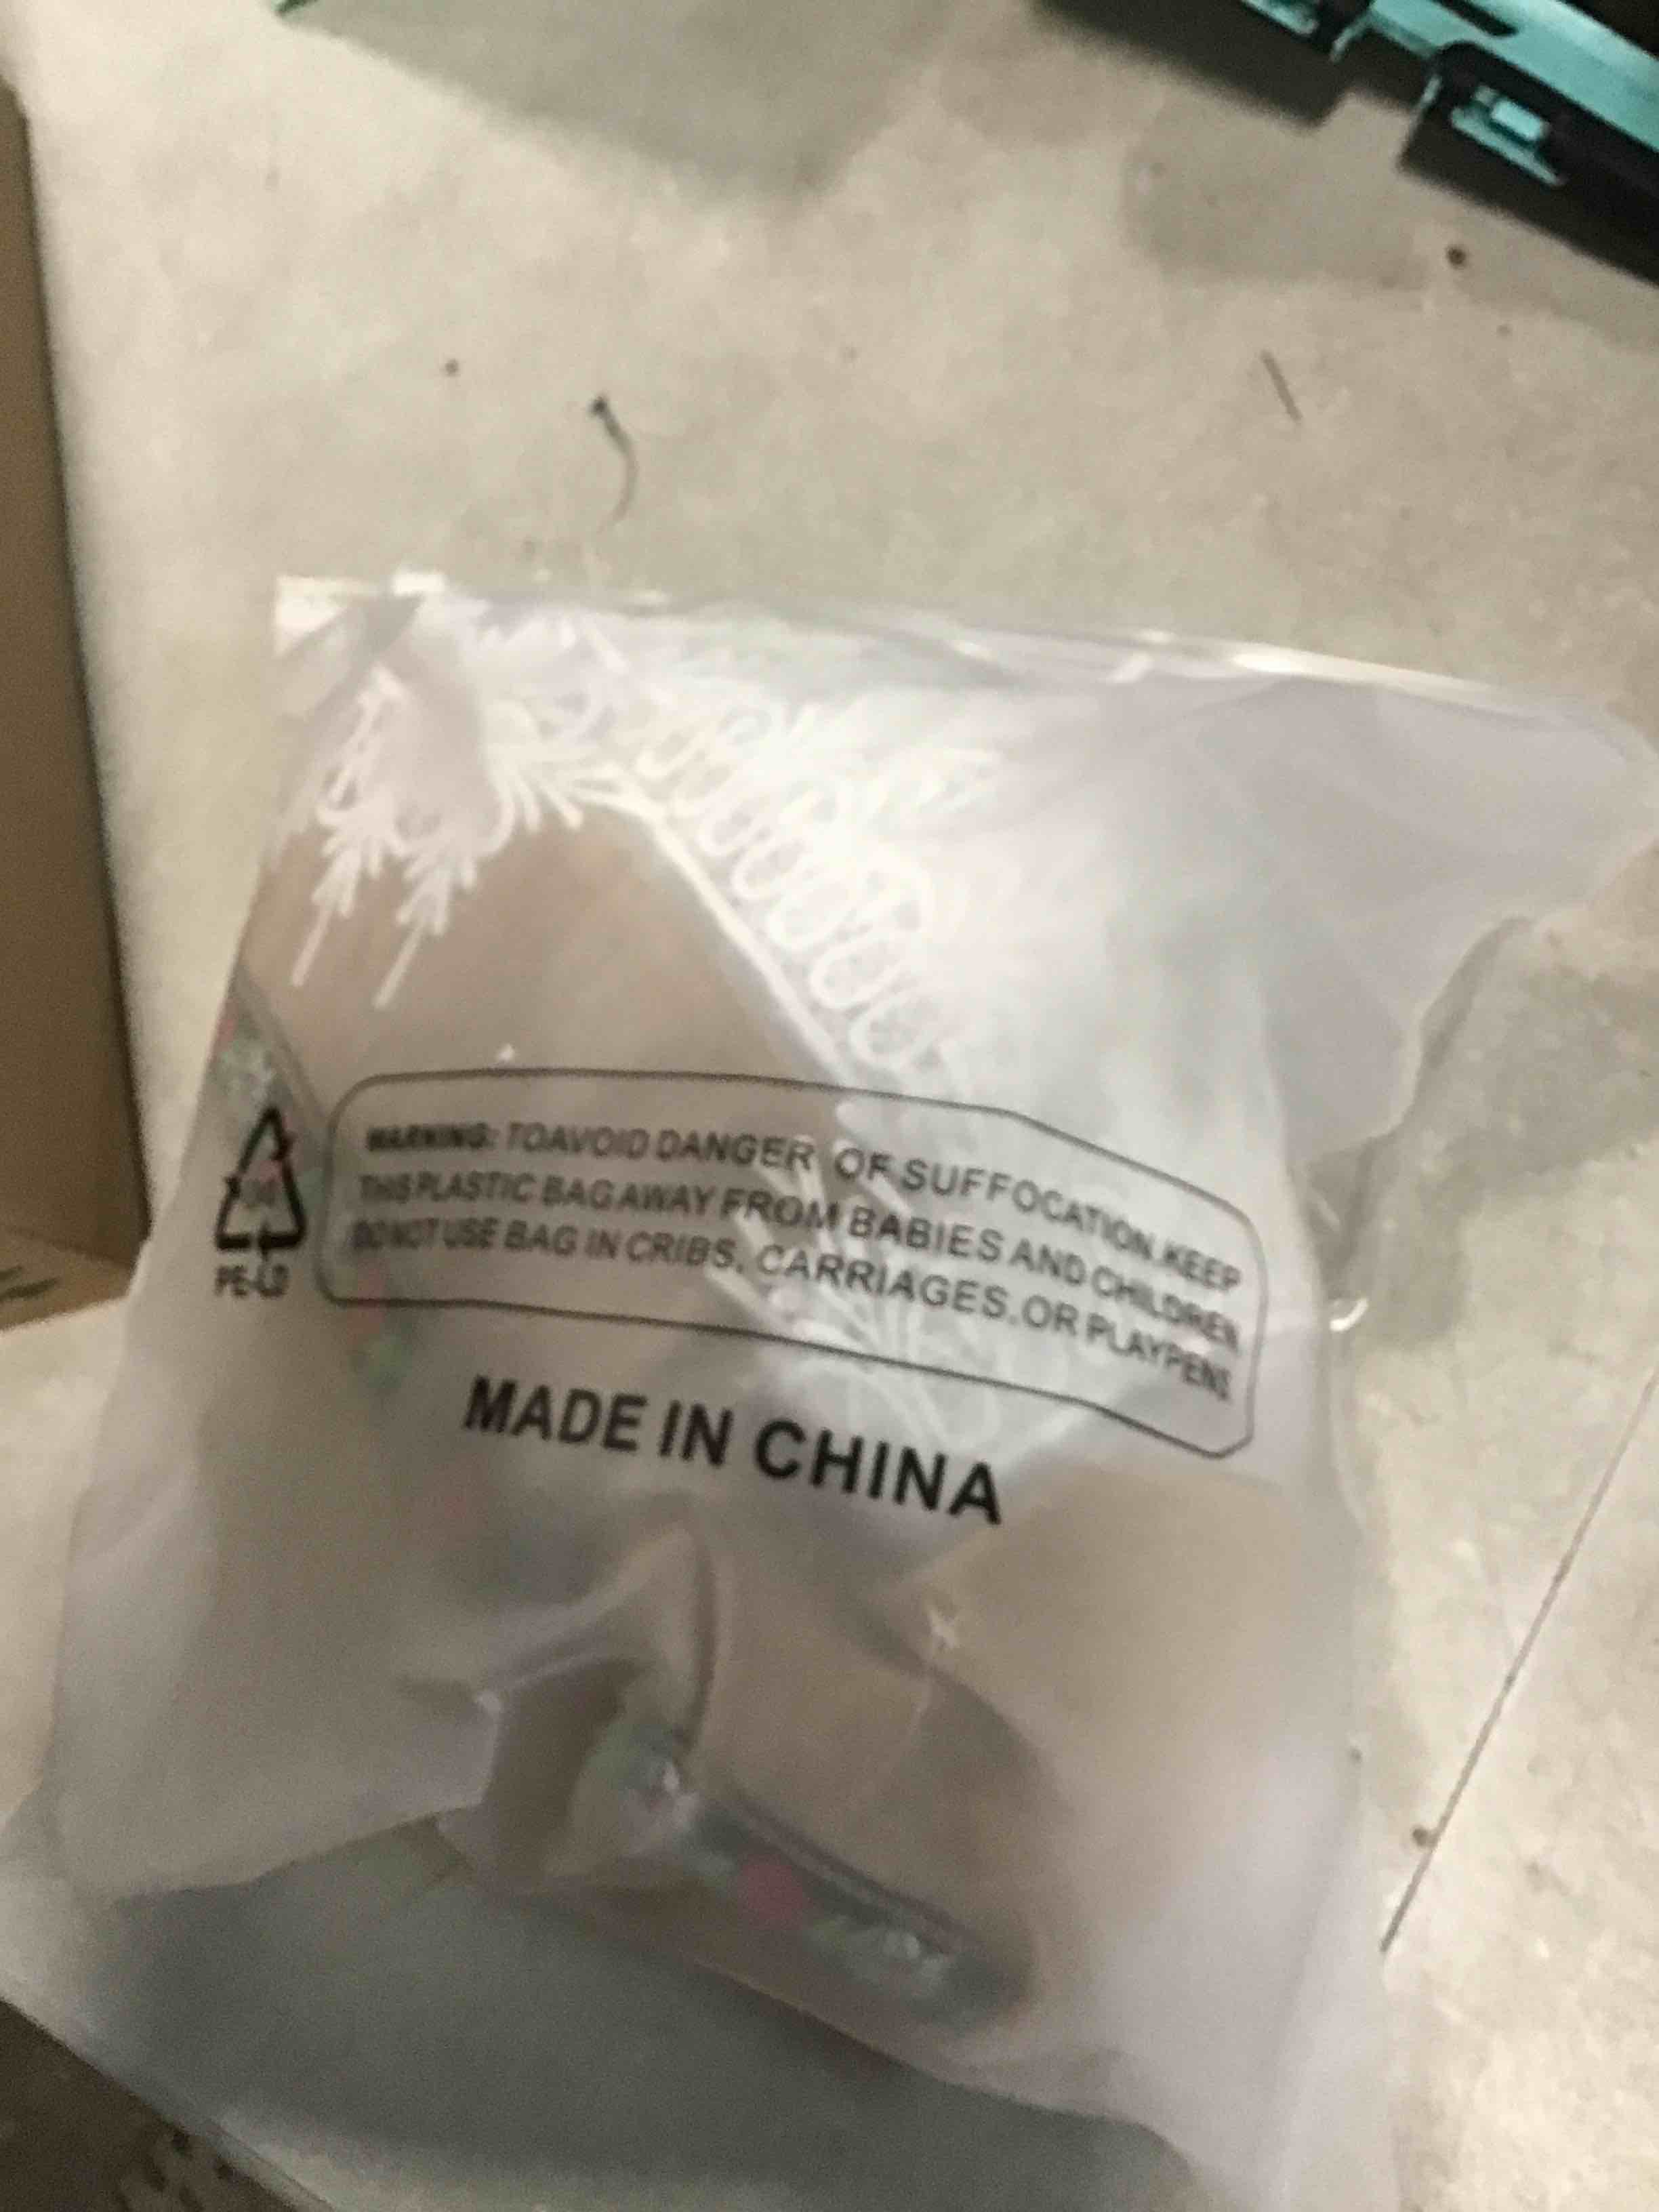 WARNING: TOAVOID DANGER OF SUFFOCATION.KEEP
THIS PLASTIC BAG AWAY FROM BABIES AND CHILDREN
DO NOT USE BAG IN CRIBS, CARRIAGES.OR PLAYPENS
PE-LD
MADE IN CHINA